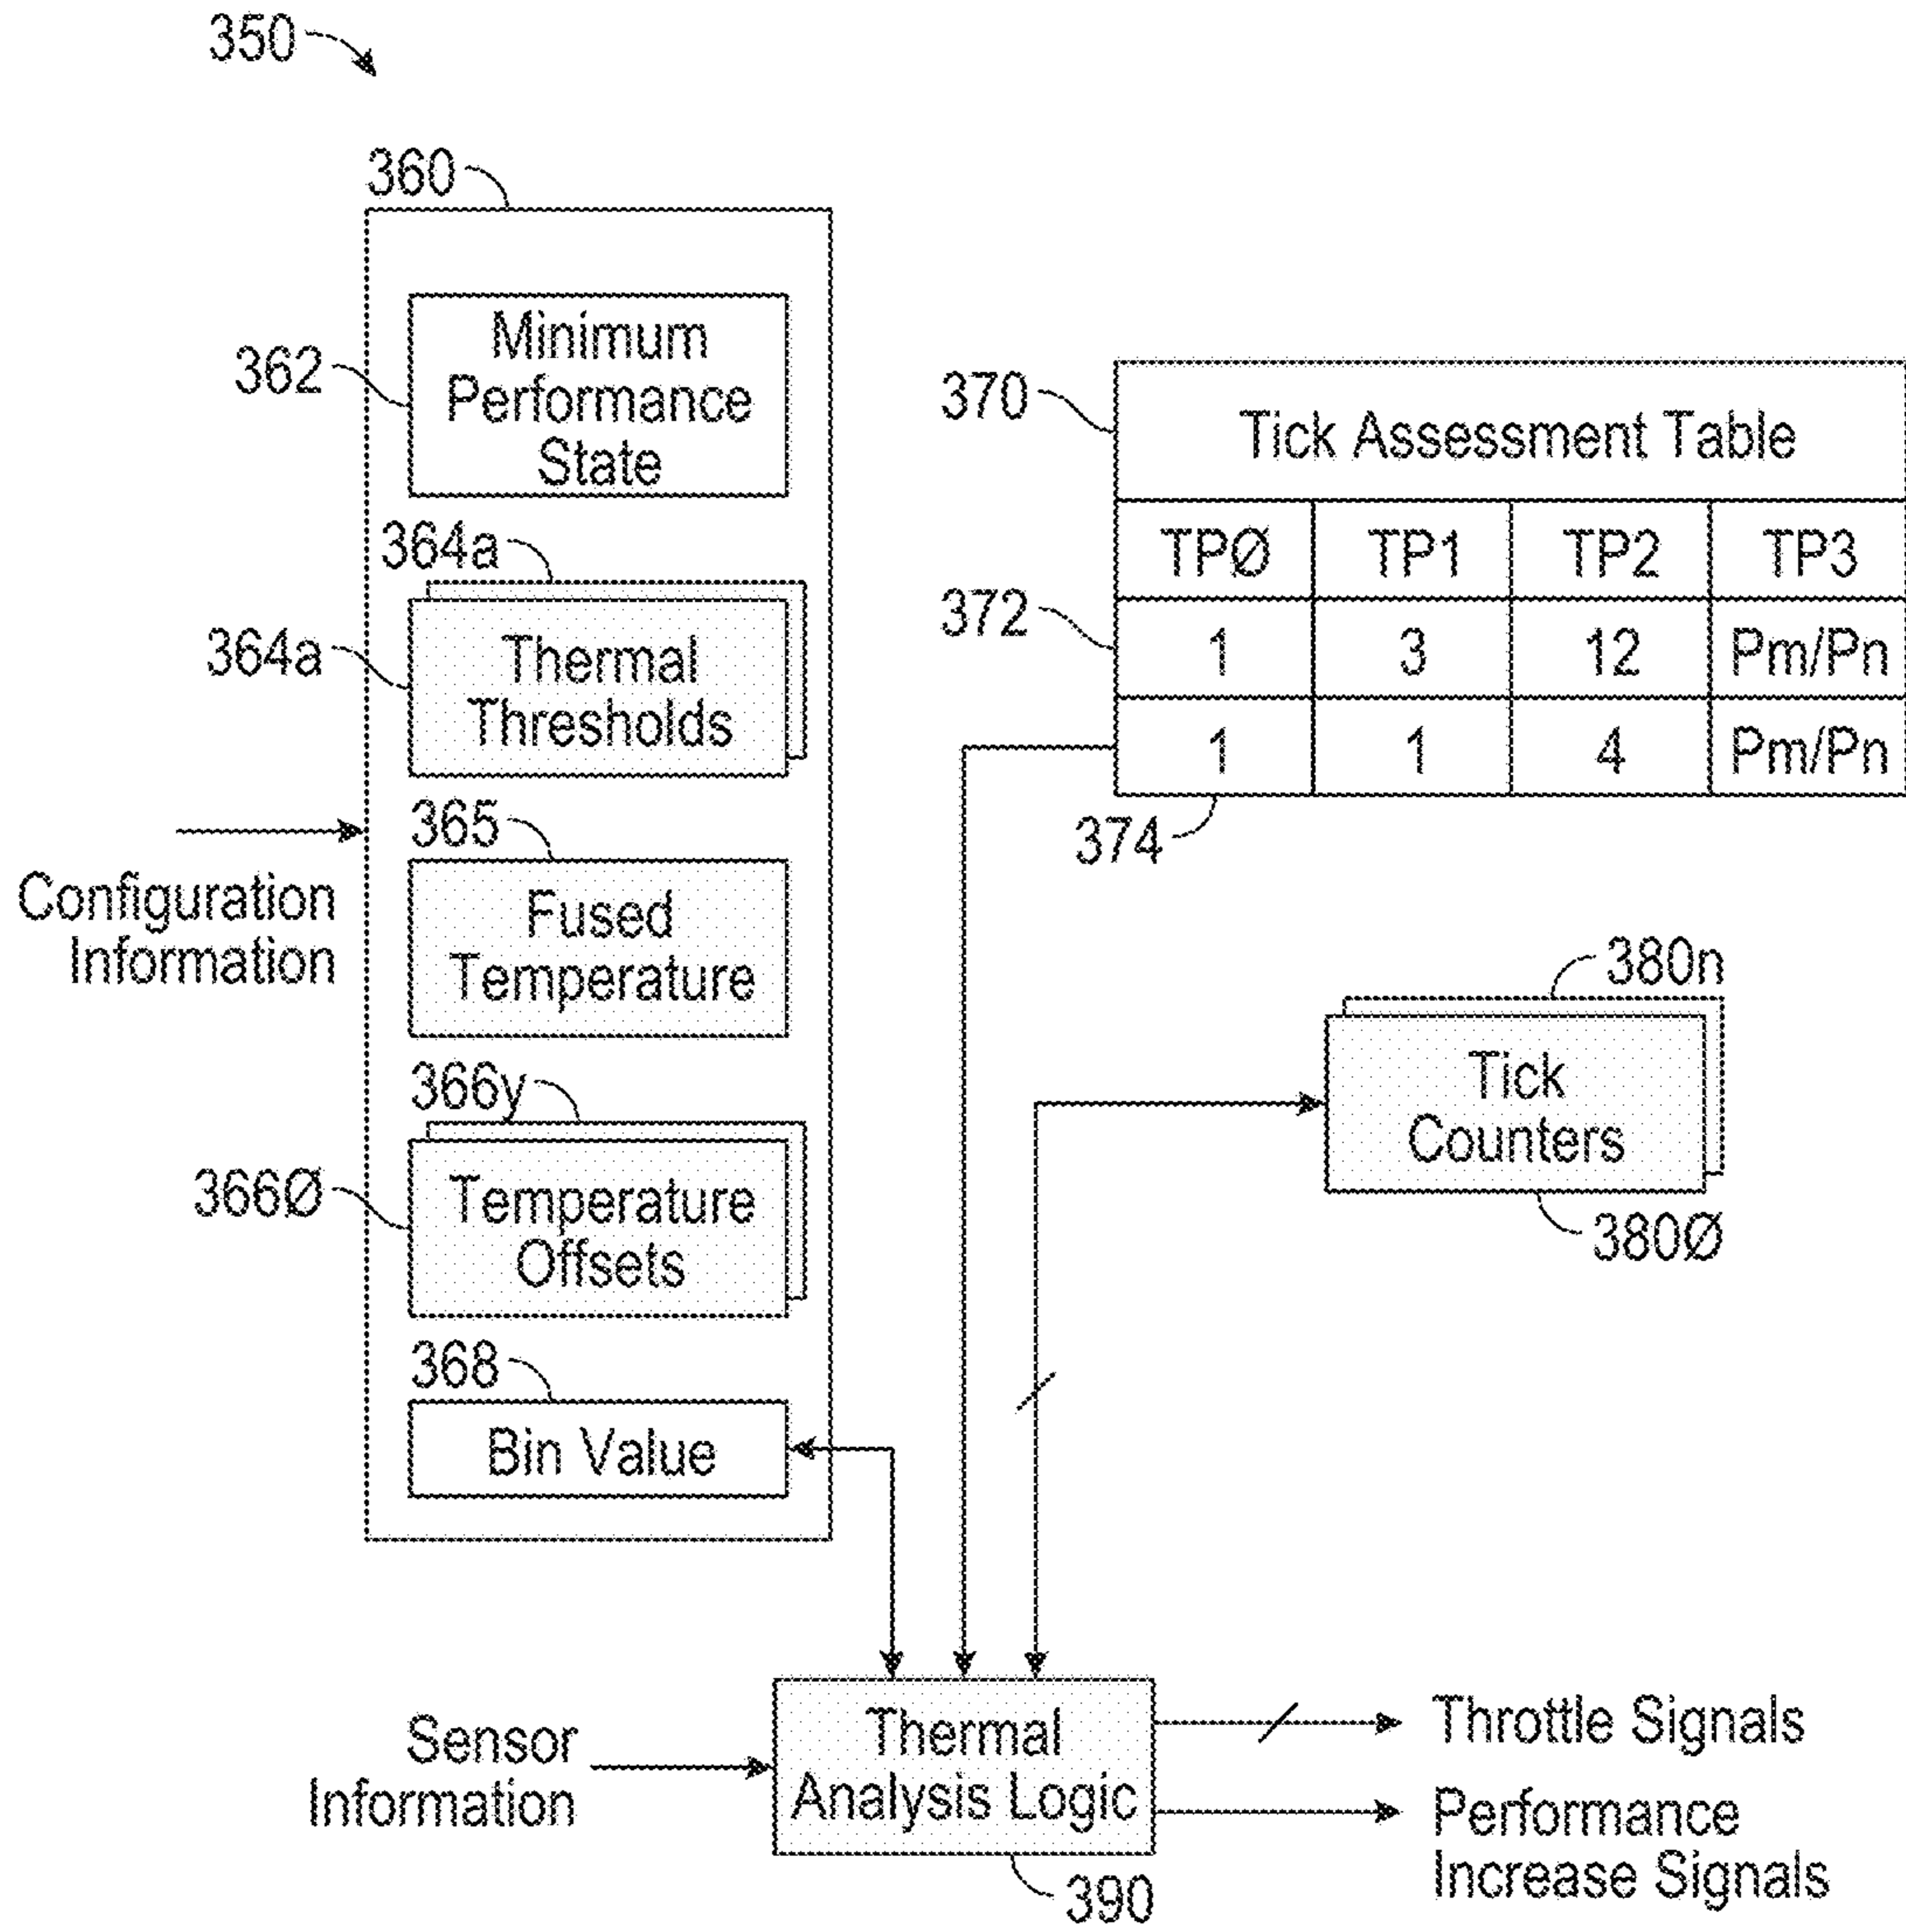 350
360
362
Minimum
Performance
State
364a
364a
Thermal
Thresholds
365
Fused
Temperature
Configuration
Information
366y
366Ø
Temperature
Offsets
368
Bin Value
370
Tick Assessment Table
TPØ TP1 TP2 TP3
372
1 3 12 Pm/Pn
1 1 4 Pm/Pn
374
380n
Tick
Counters
380Ø
Sensor
Information
Thermal
Analysis Logic
390
Throttle Signals
Performance
Increase Signals